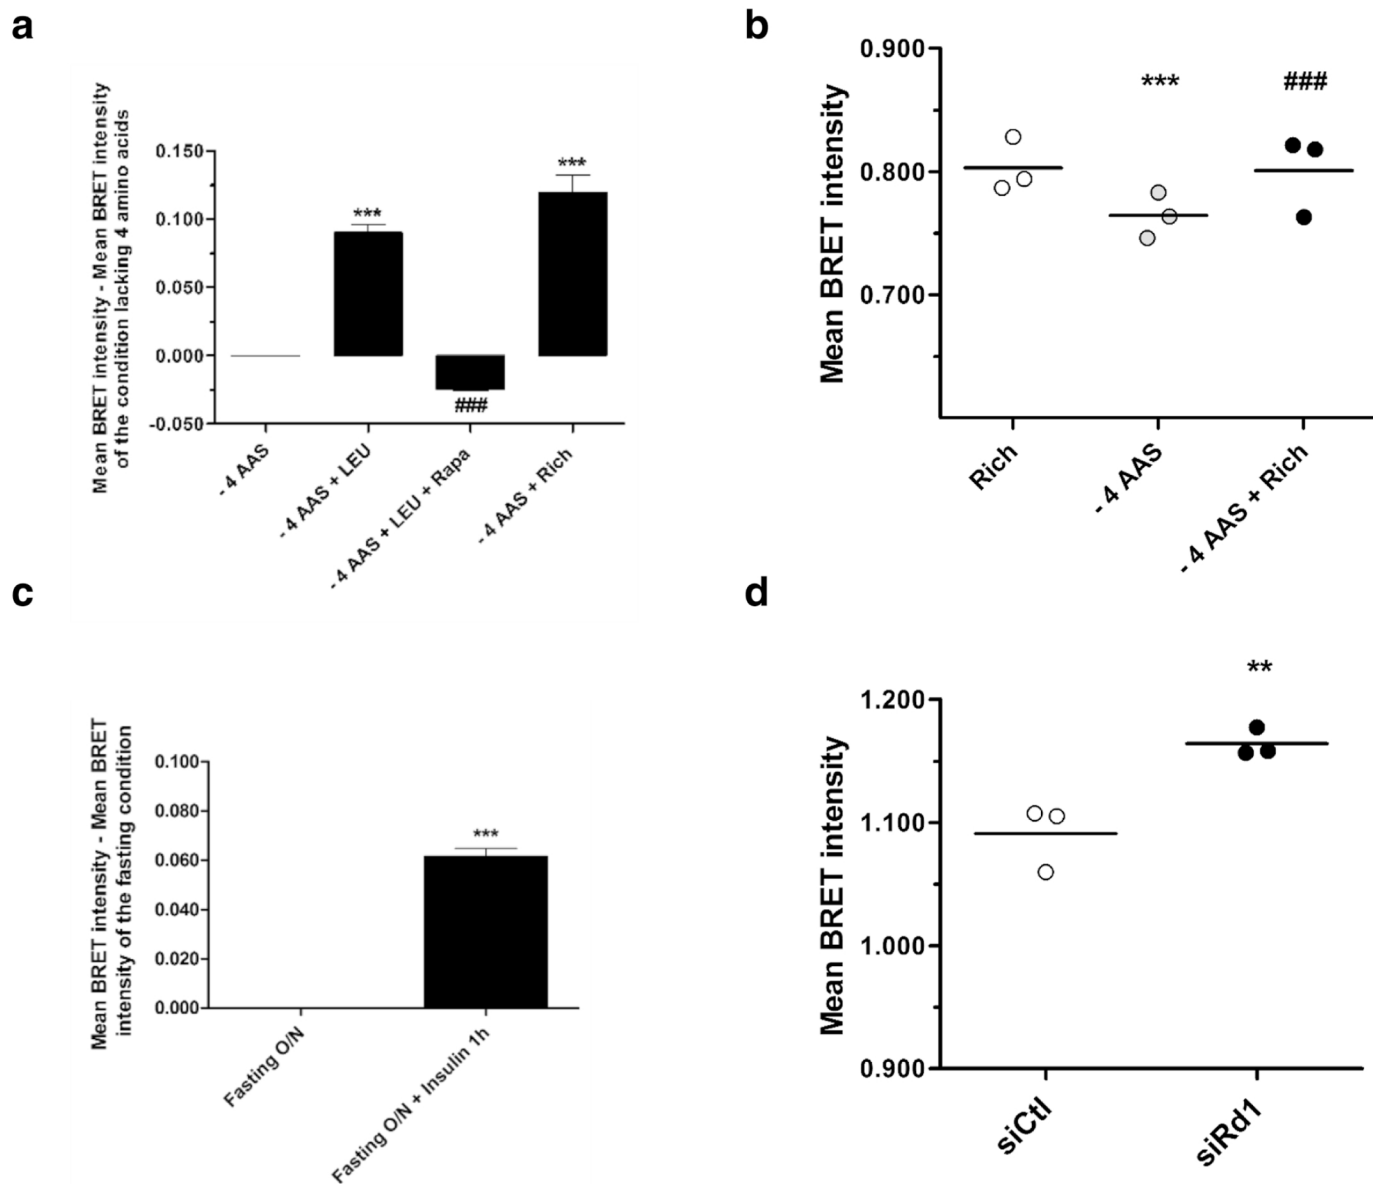 a
Mean BRET intensity - Mean BRET intensity
of the condition lacking 4 amino acids
0.150
0.100
0.050
0.000
-0.050
***
***
###
- 4 AAS
- 4 AAS + LEU
- 4 AAS + LEU + Rapa
- 4 AAS + Rich
b
Mean BRET intensity
0.900
0.800
0.700
***
###
Rich
- 4 AAS
- 4 AAS + Rich
c
Mean BRET intensity - Mean BRET
intensity of the fasting condition
0.100
0.080
0.060
0.040
0.020
0.000
***
Fasting O/N
Fasting O/N + Insulin 1h
d
Mean BRET intensity
1.200
1.100
1.000
0.900
**
siCtl
siRd1